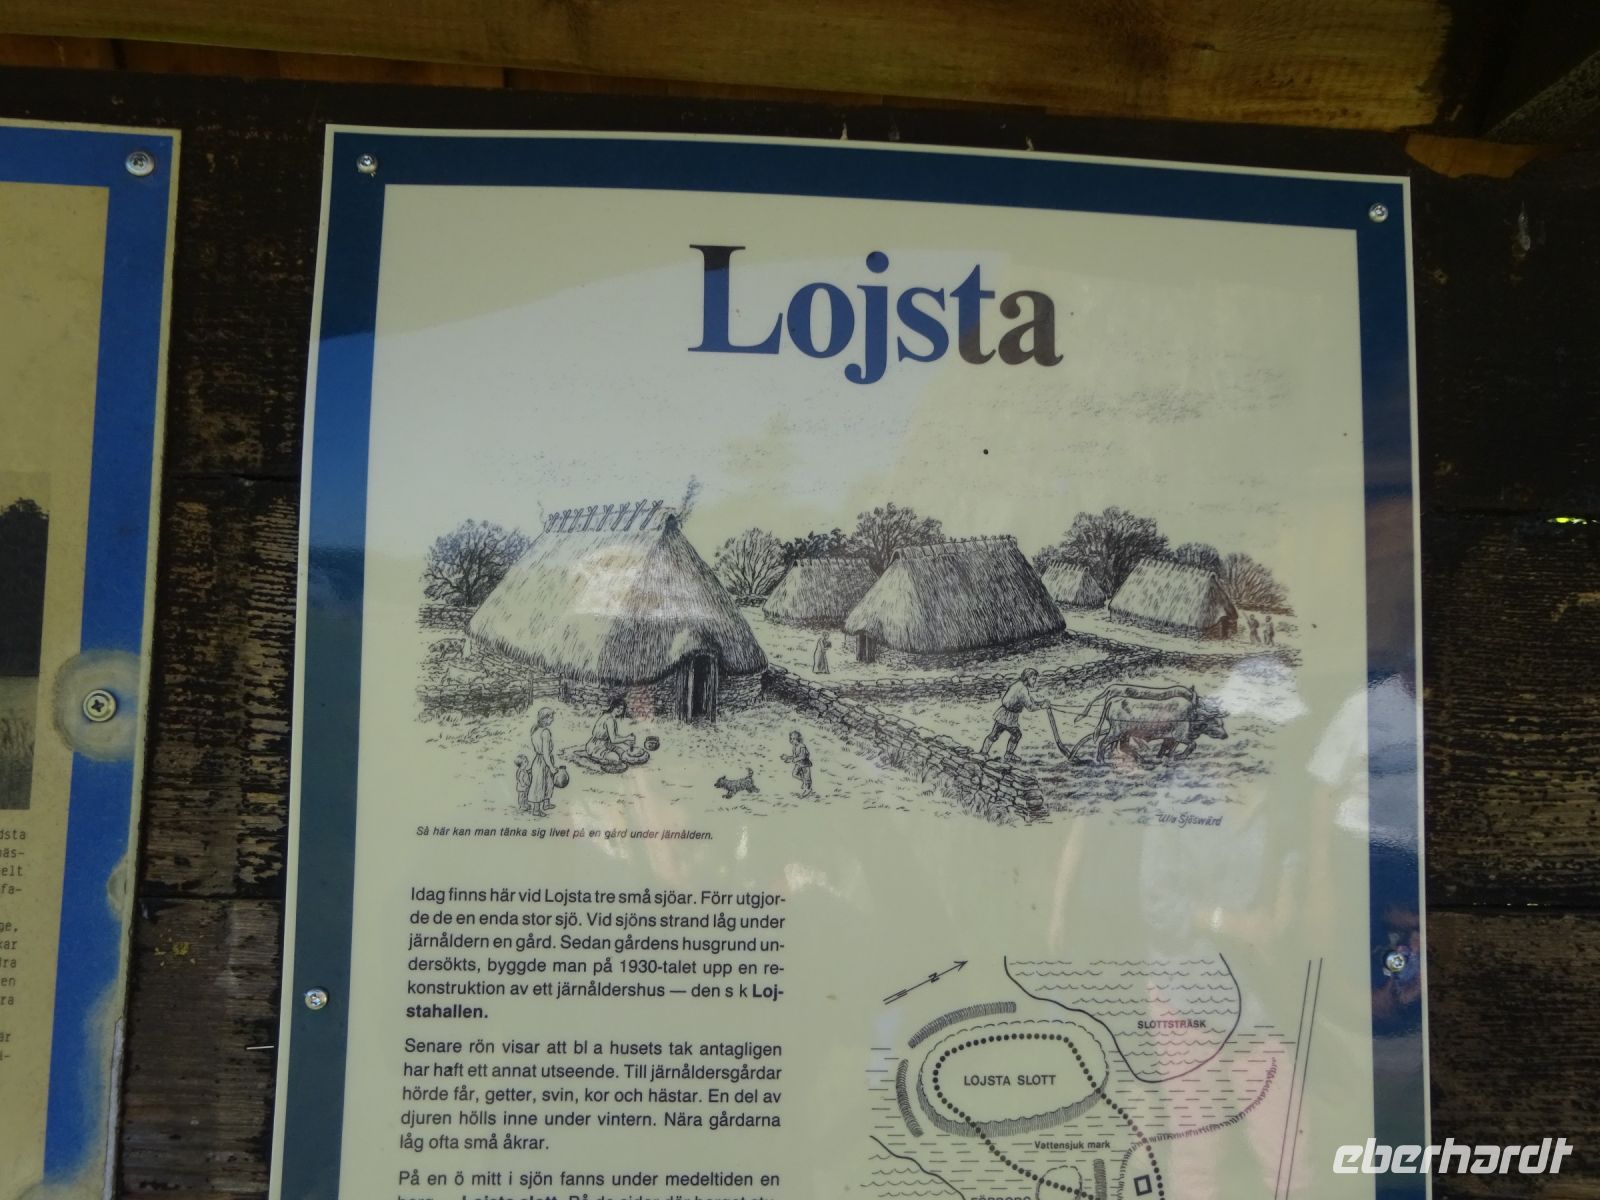 Lojsta
Ulla Sjöswärd
Så här kan man tänka sig livet på en gård under järnåldern.
Idag finns här vid Lojsta tre små sjöar. Förr utgjor-
de de en enda stor sjö. Vid sjöns strand låg under
järnåldern en gård. Sedan gårdens husgrund un-
dersökts, byggde man på 1930-talet upp en re-
konstruktion av ett järnåldershus — den s k Loj-
stahallen.
Senare rön visar att bl a husets tak antagligen
har haft ett annat utseende. Till järnåldersgårdar
hörde får, getter, svin, kor och hästar. En del av
djuren hölls inne under vintern. Nära gårdarna
låg ofta små åkrar.
På en ö mitt i sjön fanns under medeltiden en
N
SLOTTSTRÄSK
LOJSTA SLOTT
Vattensjuk mark
FÖRBORG
eberhardt